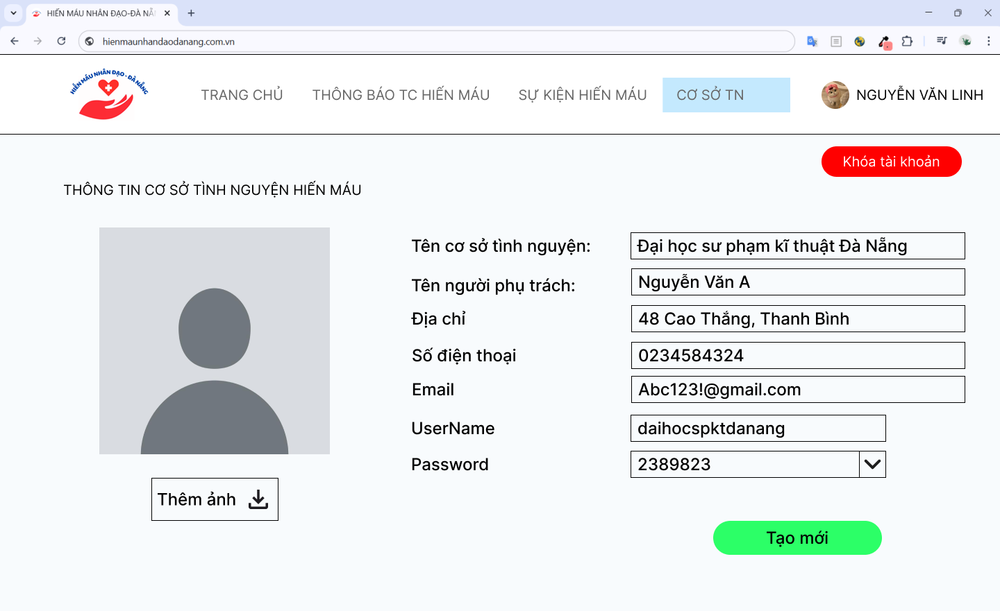 HIẾN MÁU NHÂN ĐẠO-ĐÀ NẴ
hienmaunhandaodanang.com.vn
HIẾN MÁU NHÂN ĐẠO - ĐÀ NẴNG
TRANG CHỦ
THÔNG BÁO TC HIẾN MÁU
SỰ KIỆN HIẾN MÁU
CƠ SỞ TN
NGUYỄN VĂN LINH
Khóa tài khoản
THÔNG TIN CƠ SỞ TÌNH NGUYỆN HIẾN MÁU
Tên cơ sở tình nguyện:
Đại học sư phạm kĩ thuật Đà Nẵng
Tên người phụ trách:
Nguyễn Văn A
Địa chỉ
48 Cao Thắng, Thanh Bình
Số điện thoại
0234584324
Email
Abc123!@gmail.com
UserName
daihocspktdanang
Password
2389823
Thêm ảnh
Tạo mới